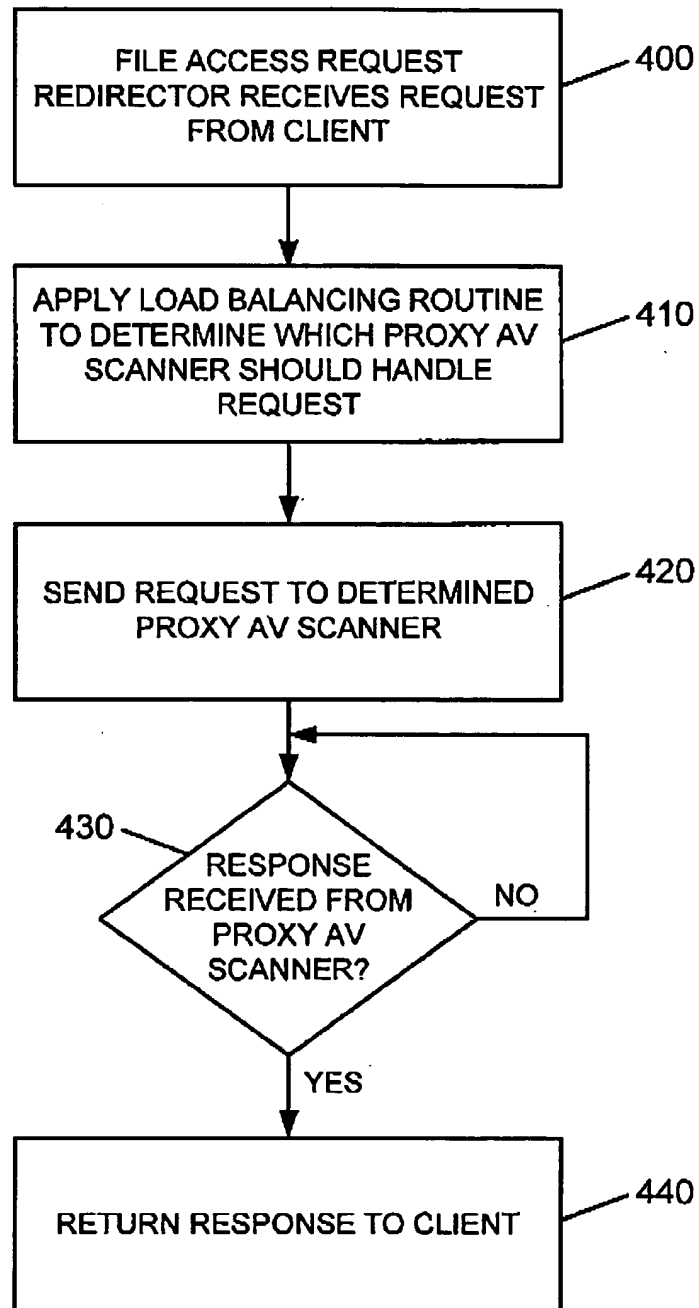 FILE ACCESS REQUEST
REDIRECTOR RECEIVES REQUEST
FROM CLIENT
400
APPLY LOAD BALANCING ROUTINE
TO DETERMINE WHICH PROXY AV
SCANNER SHOULD HANDLE
REQUEST
410
SEND REQUEST TO DETERMINED
PROXY AV SCANNER
420
430
RESPONSE
RECEIVED FROM
PROXY AV
SCANNER?
NO
YES
RETURN RESPONSE TO CLIENT
440